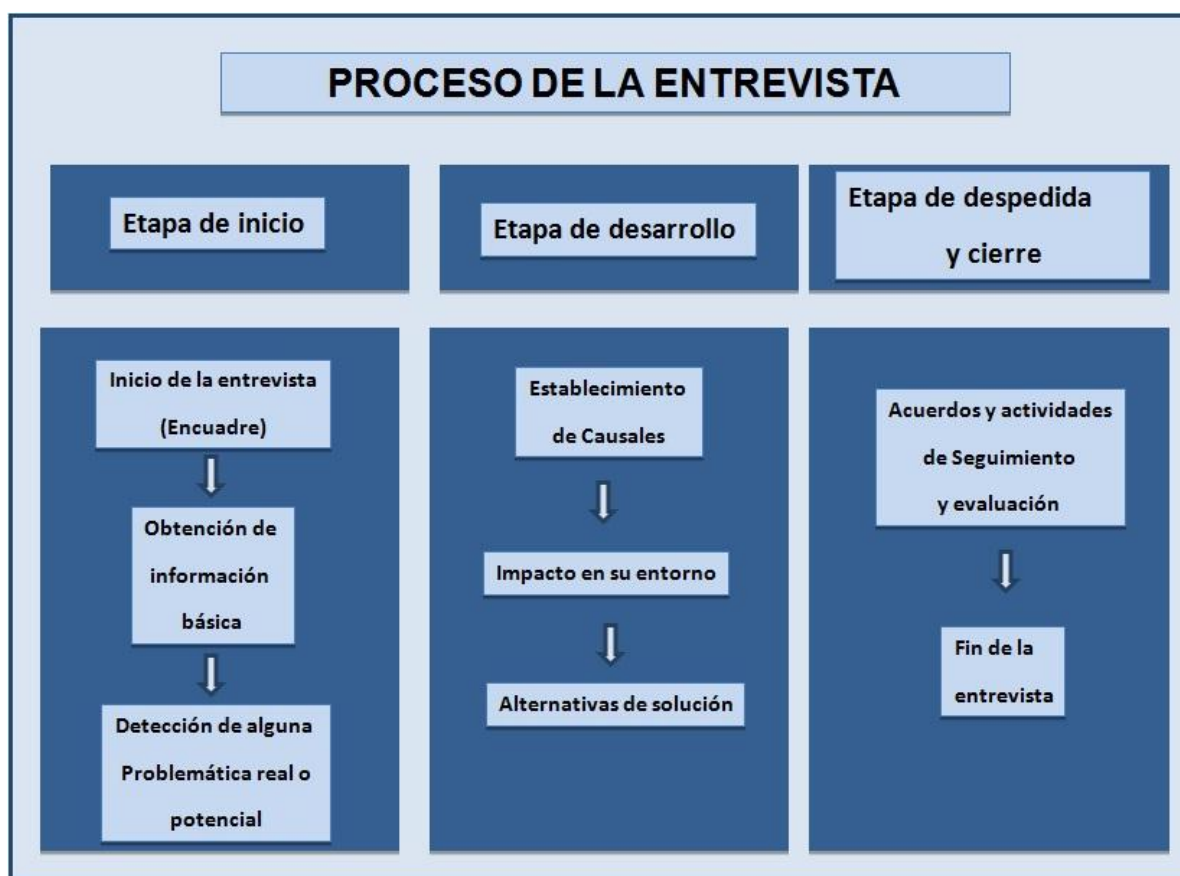 PROCESO DE LA ENTREVISTA
Etapa de inicio
Etapa de desarrollo
Etapa de despedida
y cierre
Inicio de la entrevista
(Encuadre)
Obtención de
información
básica
Detección de alguna
Problemática real o
potencial
Establecimiento
de Causales
Impacto en su entorno
Alternativas de solución
Acuerdos y actividades
de Seguimiento
y evaluación
Fin de la
entrevista